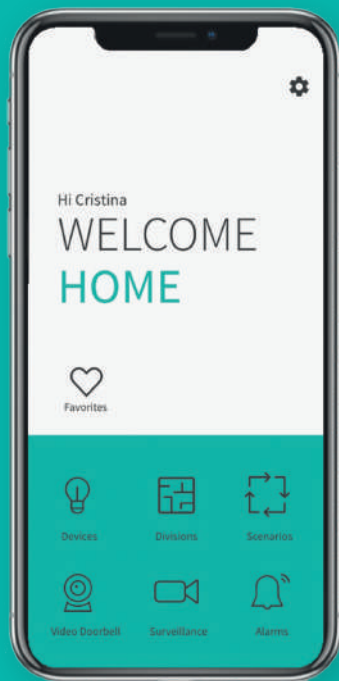 Hi Cristina
WELCOME
HOME
Favorites
Devices
Divisions
Scenarios
Video Doorbell
Surveillance
Alarms